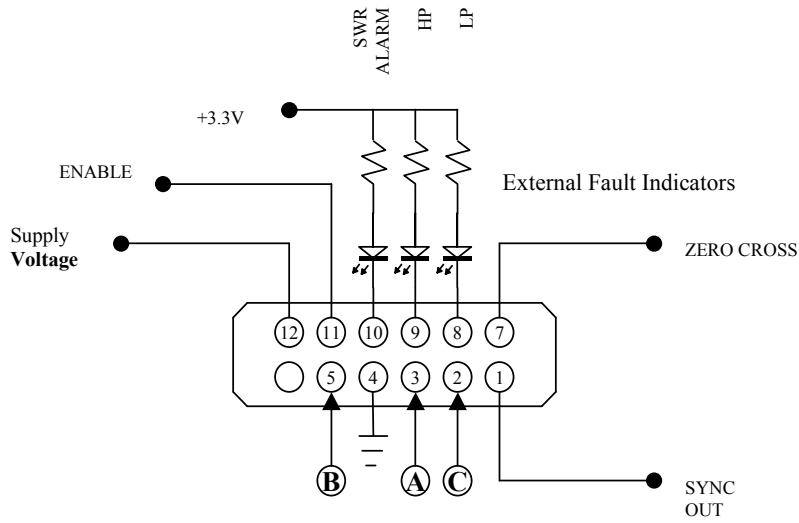 SWR
ALARM
HP
LP
+3.3V
ENABLE
External Fault Indicators
Supply
Voltage
ZERO CROSS
12 11 10 9 8 7
5 4 3 2 1
B A C
SYNC
OUT